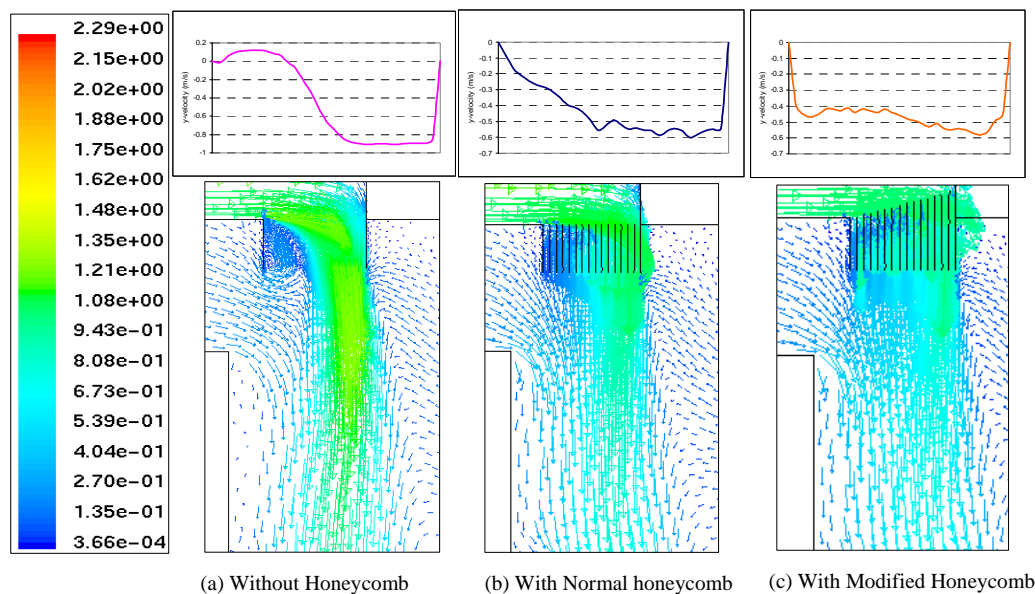 2.29e+00
2.15e+00
2.02e+00
1.88e+00
1.75e+00
1.62e+00
1.48e+00
1.35e+00
1.21e+00
1.08e+00
9.43e-01
8.08e-01
6.73e-01
5.39e-01
4.04e-01
2.70e-01
1.35e-01
3.66e-04
y-velocity (m/s)
0.2
0
-0.2
-0.4
-0.6
-0.8
-1
y-velocity (m/s)
0
-0.1
-0.2
-0.3
-0.4
-0.5
-0.6
-0.7
y-velocity (m/s)
0
-0.1
-0.2
-0.3
-0.4
-0.5
-0.6
-0.7
(a) Without Honeycomb
(b) With Normal honeycomb
(c) With Modified Honeycomb